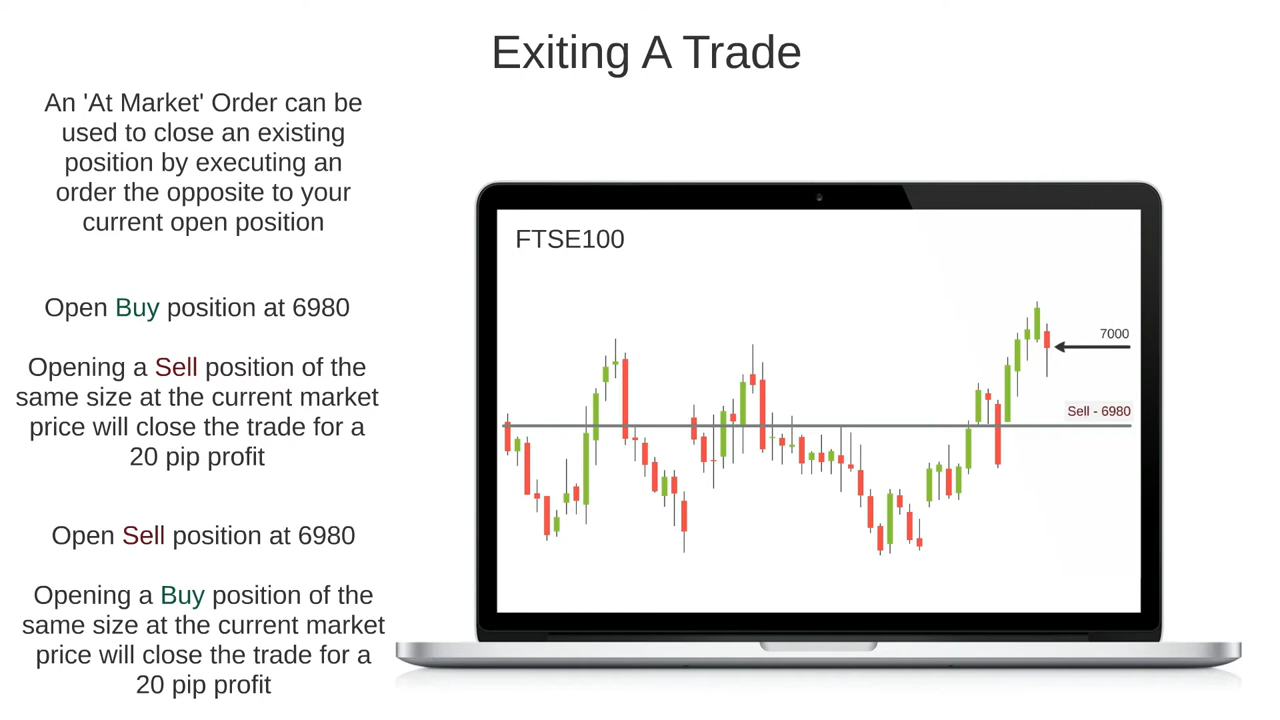 Exiting A Trade
An 'At Market' Order can be
used to close an existing
position by executing an
order the opposite to your
current open position
Open Buy position at 6980
Opening a Sell position of the
same size at the current market
price will close the trade for a
20 pip profit
Open Sell position at 6980
Opening a Buy position of the
same size at the current market
price will close the trade for a
20 pip profit
FTSE100
7000
Sell - 6980